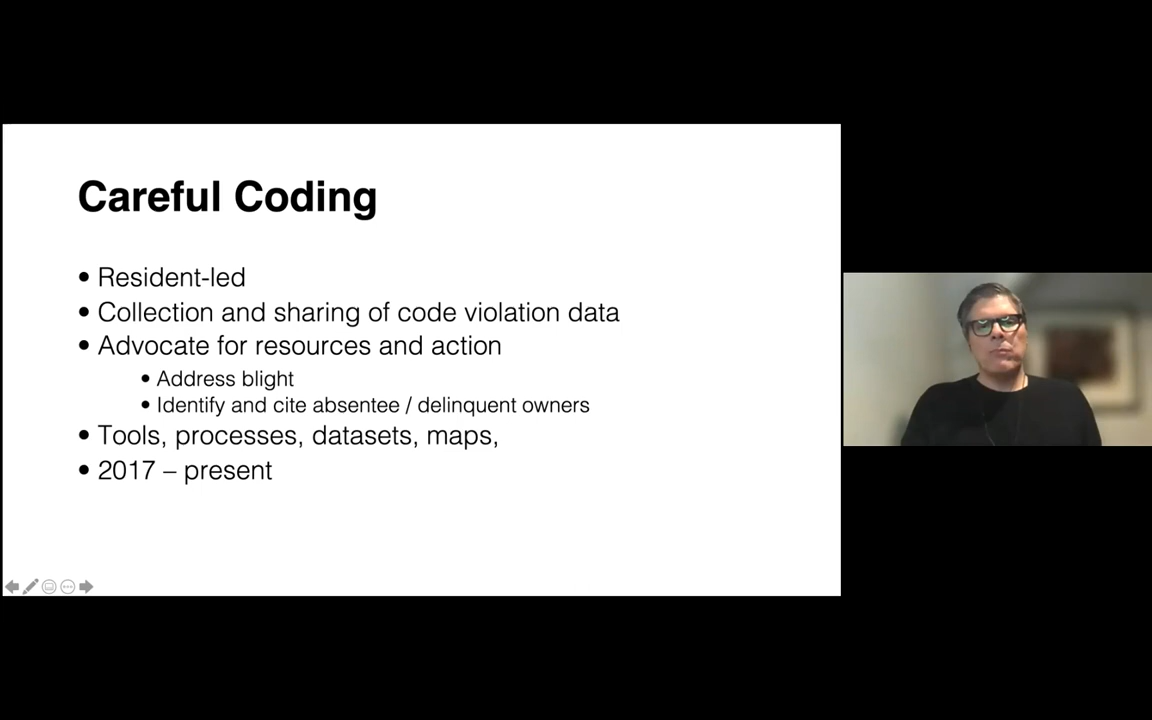 Careful Coding
• Resident-led
• Collection and sharing of code violation data
• Advocate for resources and action
• Address blight
• Identify and cite absentee / delinquent owners
• Tools, processes, datasets, maps,
• 2017 – present